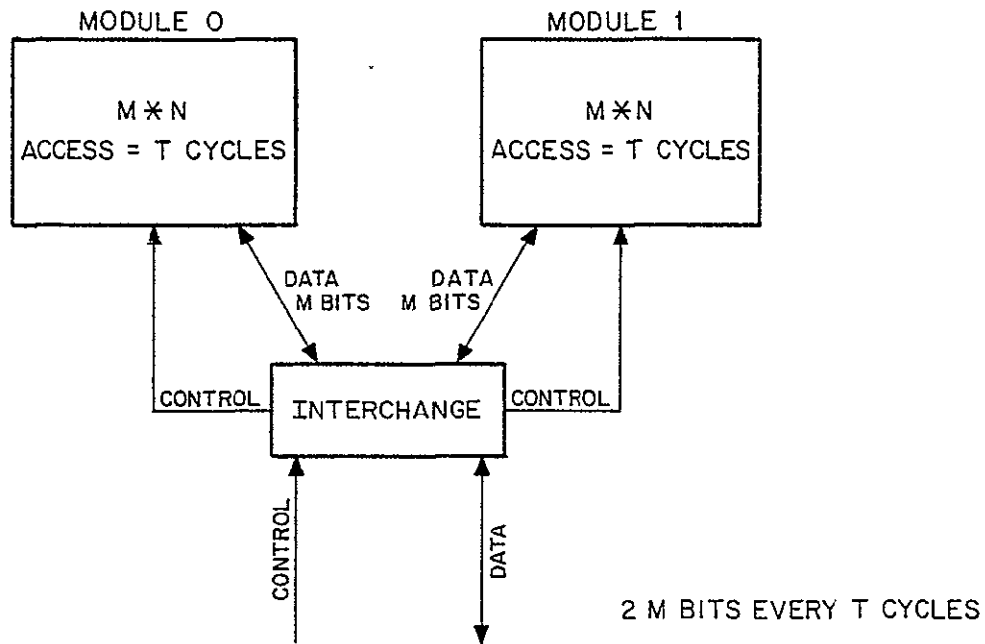 MODULE 0
MODULE 1
M * N
ACCESS = T CYCLES
M * N
ACCESS = T CYCLES
DATA
M BITS
DATA
M BITS
CONTROL
INTERCHANGE
CONTROL
CONTROL
DATA
2 M BITS EVERY T CYCLES